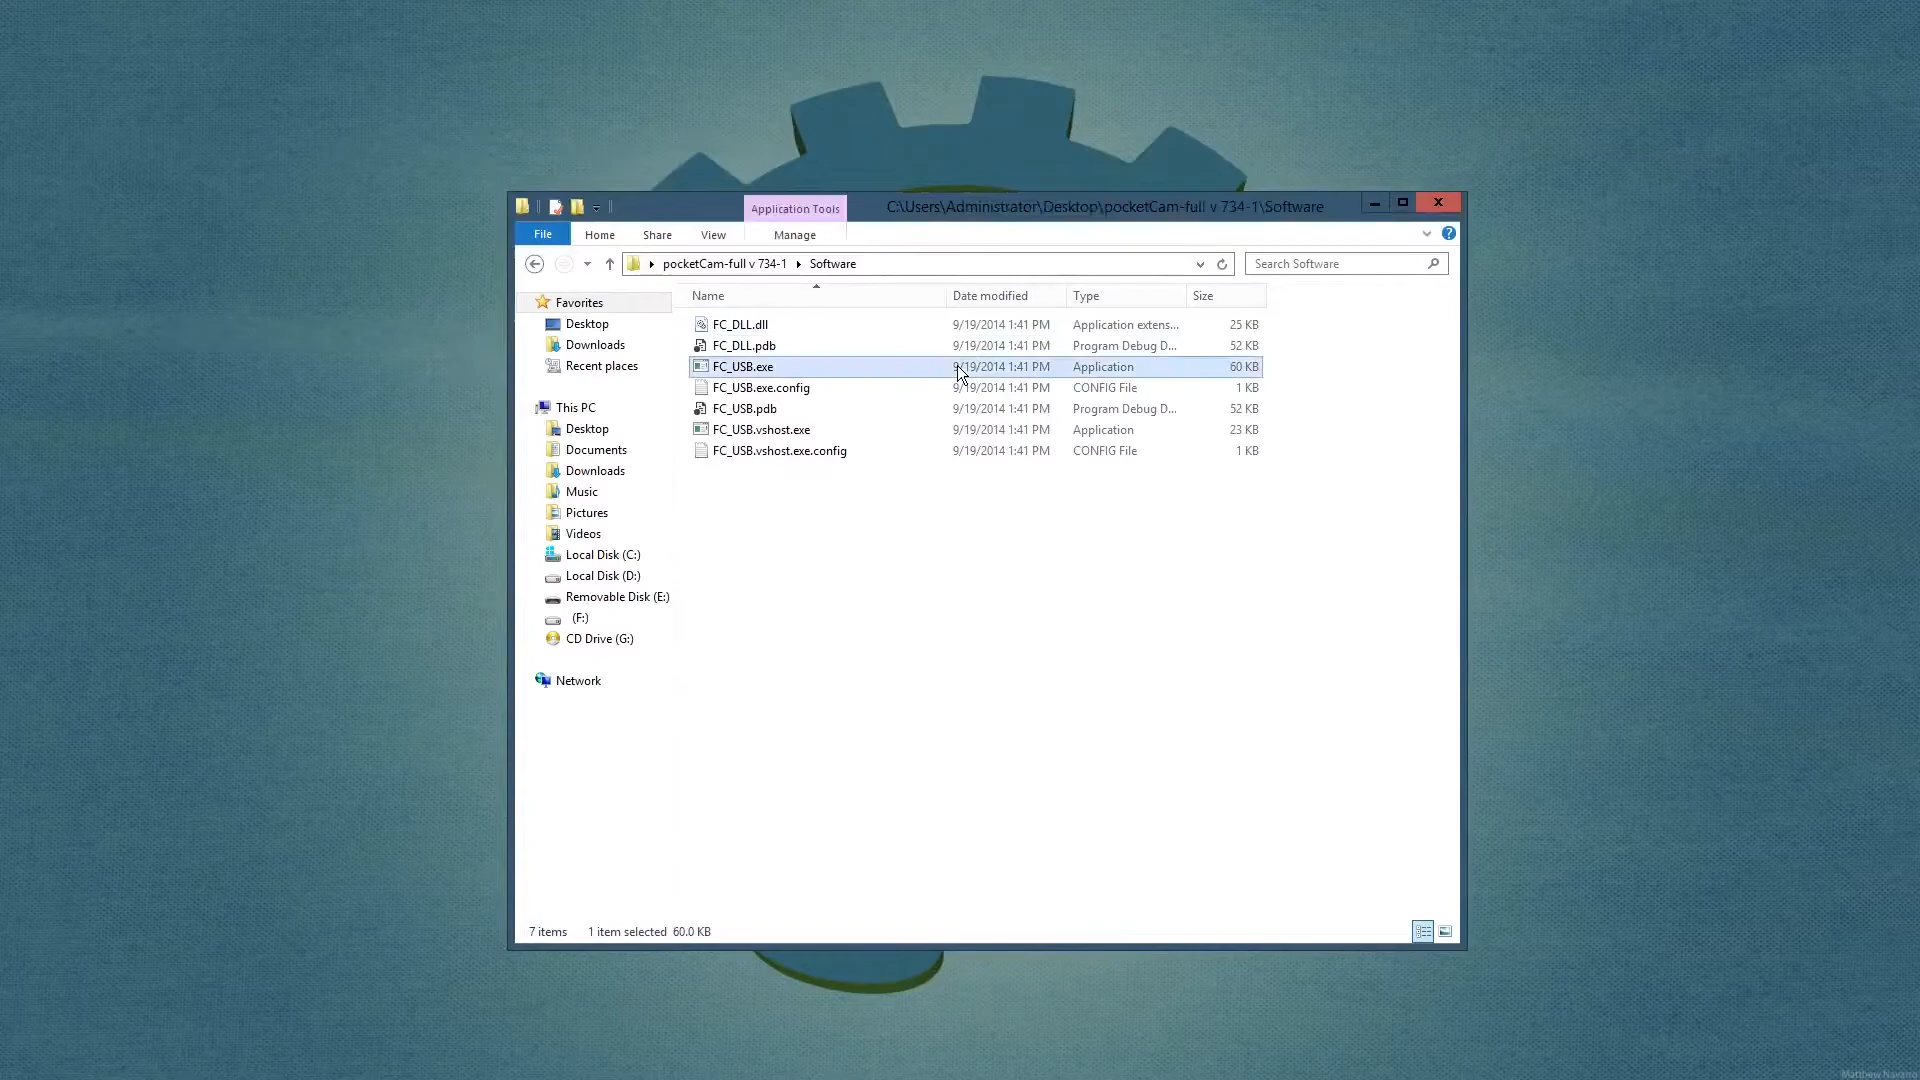 Application Tools
C:\Users\Administrator\Desktop\pocketCam-full v 734-1\Software
File Home Share View Manage
pocketCam-full v 734-1 Software
Search Software
Name Date modified Type Size
Favorites
Desktop
Downloads
Recent places
This PC
Desktop
Documents
Downloads
Music
Pictures
Videos
Local Disk (C:)
Local Disk (D:)
Removable Disk (E:)
(F:)
CD Drive (G:)
Network
FC_DLL.dll 9/19/2014 1:41 PM Application extens... 25 KB
FC_DLL.pdb 9/19/2014 1:41 PM Program Debug D... 52 KB
FC_USB.exe 9/19/2014 1:41 PM Application 60 KB
FC_USB.exe.config 9/19/2014 1:41 PM CONFIG File 1 KB
FC_USB.pdb 9/19/2014 1:41 PM Program Debug D... 52 KB
FC_USB.vshost.exe 9/19/2014 1:41 PM Application 23 KB
FC_USB.vshost.exe.config 9/19/2014 1:41 PM CONFIG File 1 KB
7 items 1 item selected 60.0 KB
Matthew Navarro